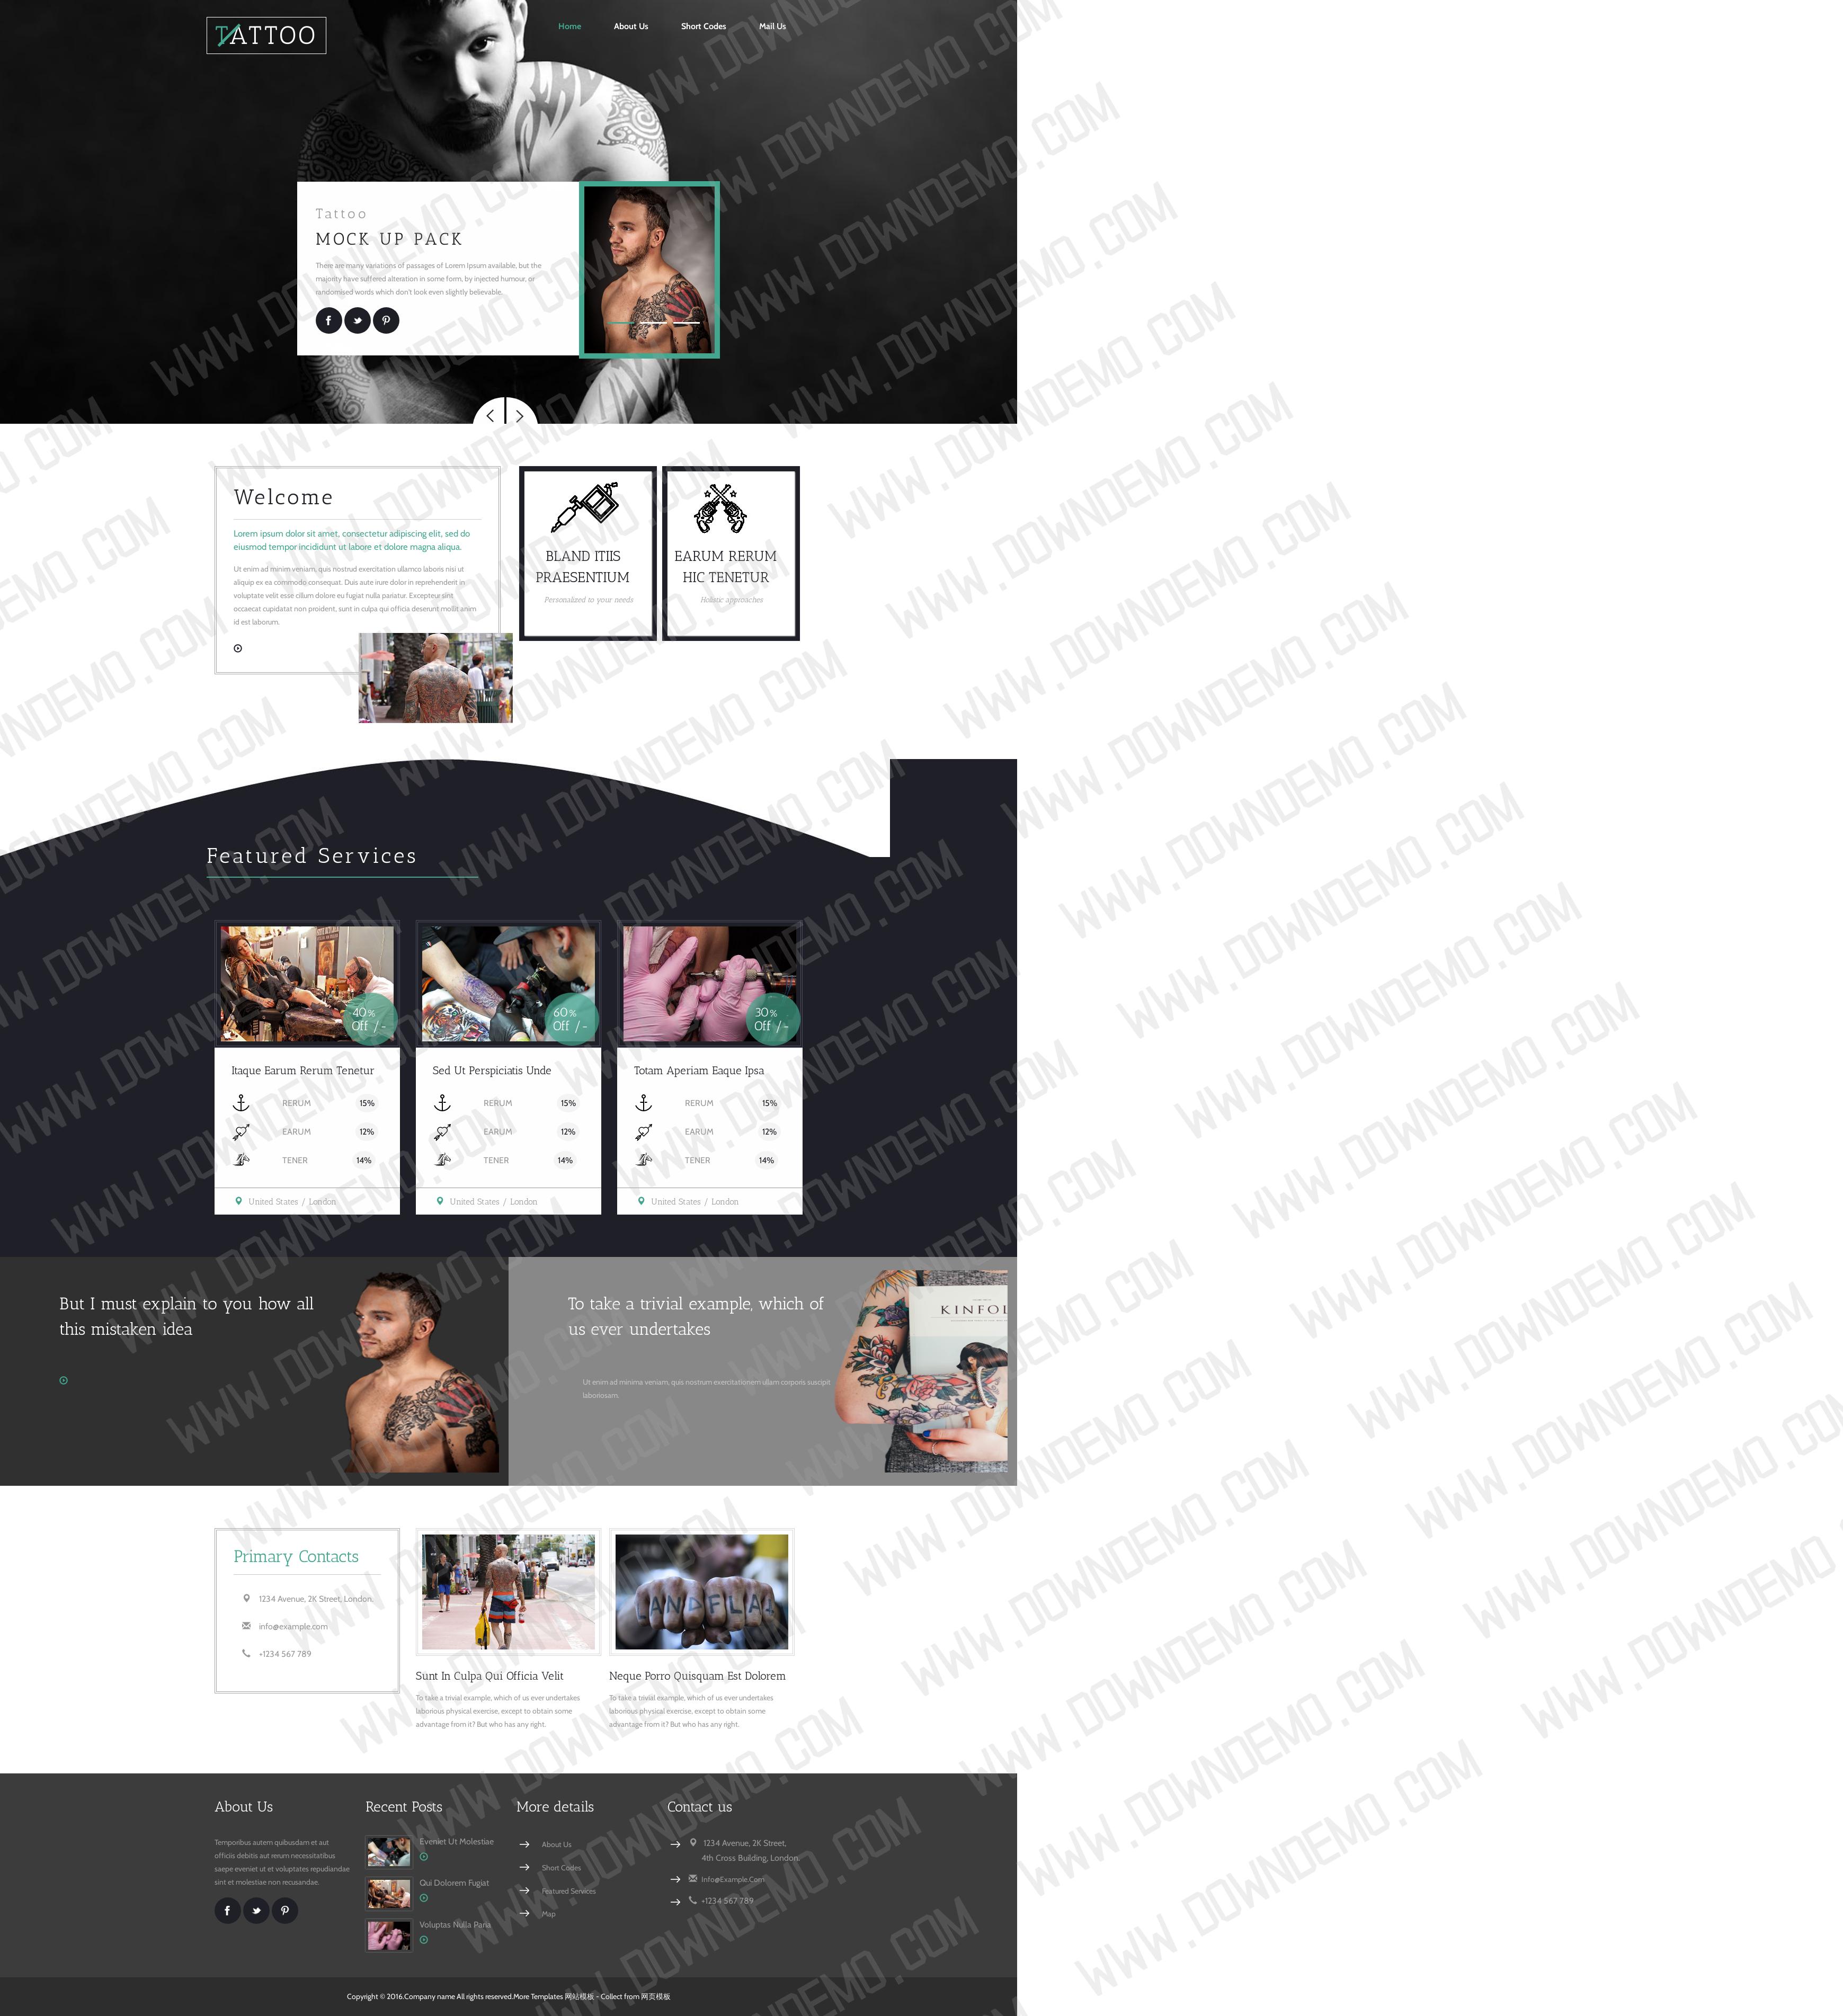 TATTOO
Home
About Us
Short Codes
Mail Us
Tattoo
MOCK UP PACK
There are many variations of passages of Lorem Ipsum available, but the
majority have suffered alteration in some form, by injected humour, or
randomised words which don't look even slightly believable.
Welcome
Lorem ipsum dolor sit amet, consectetur adipiscing elit, sed do
eiusmod tempor incididunt ut labore et dolore magna aliqua.
Ut enim ad minim veniam, quis nostrud exercitation ullamco laboris nisi ut
aliquip ex ea commodo consequat. Duis aute irure dolor in reprehenderit in
voluptate velit esse cillum dolore eu fugiat nulla pariatur. Excepteur sint
occaecat cupidatat non proident, sunt in culpa qui officia deserunt mollit anim
id est laborum.
BLAND ITIIS
PRAESENTIUM
Personalized to your needs
EARUM RERUM
HIC TENETUR
Holistic approaches
Featured Services
40%
Off /-
60%
Off /-
30%
Off /-
Itaque Earum Rerum Tenetur
RERUM 15%
EARUM 12%
TENER 14%
United States / London
Sed Ut Perspiciatis Unde
RERUM 15%
EARUM 12%
TENER 14%
United States / London
Totam Aperiam Eaque Ipsa
RERUM 15%
EARUM 12%
TENER 14%
United States / London
But I must explain to you how all
this mistaken idea
To take a trivial example, which of
us ever undertakes
Ut enim ad minima veniam, quis nostrum exercitationem ullam corporis suscipit
laboriosam.
KINFOL
Primary Contacts
1234 Avenue, 2K Street, London.
info@example.com
+1234 567 789
LANDFLA
Sunt In Culpa Qui Officia Velit
To take a trivial example, which of us ever undertakes
laborious physical exercise, except to obtain some
advantage from it? But who has any right.
Neque Porro Quisquam Est Dolorem
To take a trivial example, which of us ever undertakes
laborious physical exercise, except to obtain some
advantage from it? But who has any right.
About Us
Temporibus autem quibusdam et aut
officiis debitis aut rerum necessitatibus
saepe eveniet ut et voluptates repudiandae
sint et molestiae non recusandae.
Recent Posts
Eveniet Ut Molestiae
Qui Dolorem Fugiat
Voluptas Nulla Paria
More details
About Us
Short Codes
Featured Services
Map
Contact us
1234 Avenue, 2K Street,
4th Cross Building, London.
Info@Example.Com
+1234 567 789
Copyright © 2016.Company name All rights reserved.More Templates 网站模板 - Collect from 网页模板
WWW.DOWNDEMO.COM